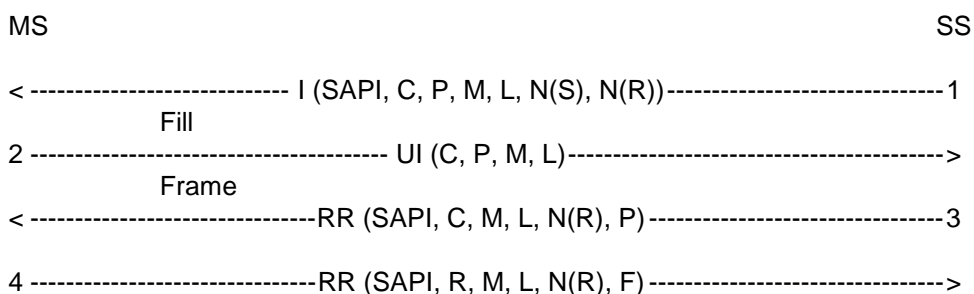 MS SS
< ----------------------------- I (SAPI, C, P, M, L, N(S), N(R))-------------------------------1
Fill
2 ---------------------------------------- UI (C, P, M, L)------------------------------------------>
Frame
< --------------------------------RR (SAPI, C, M, L, N(R), P) ---------------------------------3
4 --------------------------------RR (SAPI, R, M, L, N(R), F) --------------------------------->